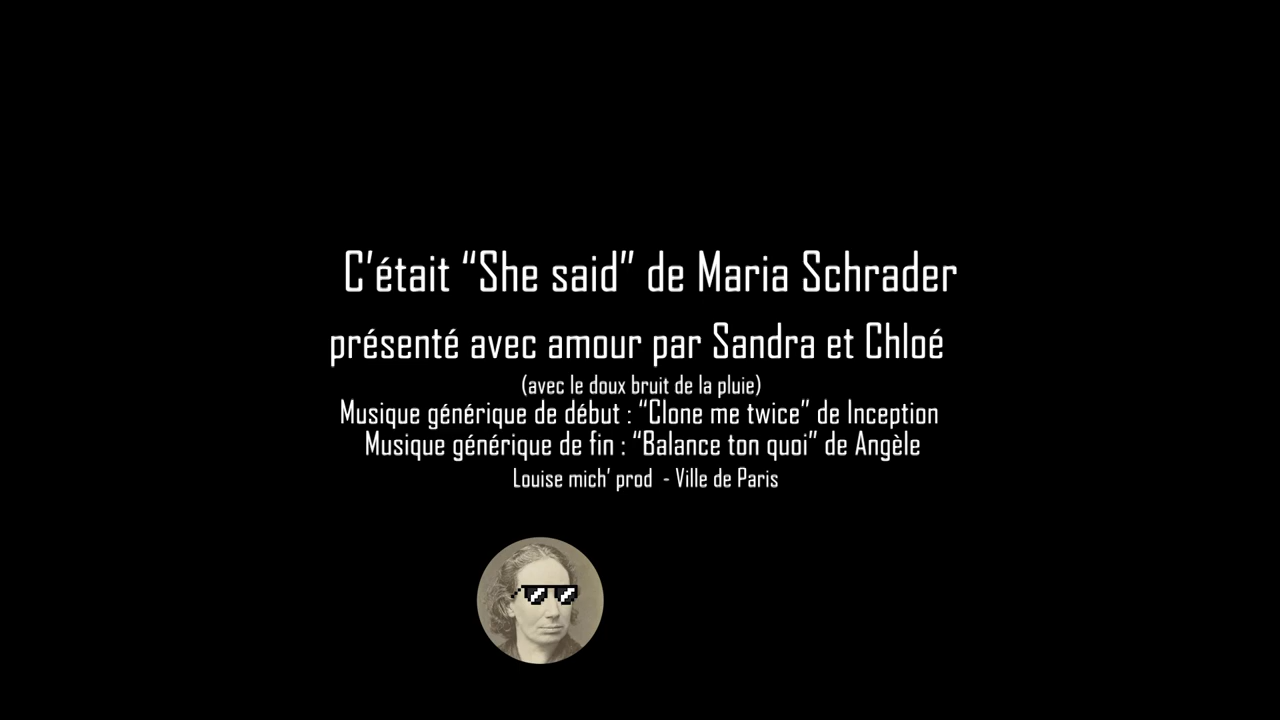 C'était “She said” de Maria Schrader
présenté avec amour par Sandra et Chloé
(avec le doux bruit de la pluie)
Musique générique de début : “Clone me twice” de Inception
Musique générique de fin : “Balance ton quoi” de Angèle
Louise mich' prod - Ville de Paris